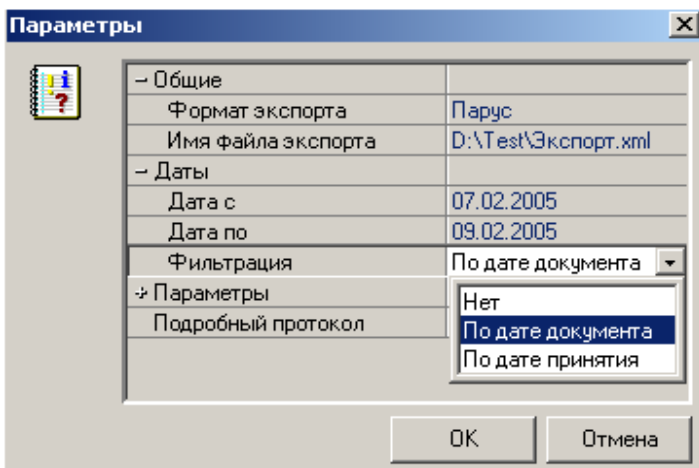 Параметры
Общие
Формат экспорта Парус
Имя файла экспорта D:\Test\Экспорт.xml
Даты
Дата с 07.02.2005
Дата по 09.02.2005
Фильтрация По дате документа
Параметры
Нет
Подробный протокол
По дате документа
По дате принятия
OK Отмена